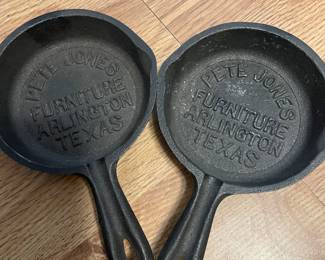 PETE JONES
FURNITURE
ARLINGTON
TEXAS
PETE JONES
FURNITURE
ARLINGTON
TEXAS